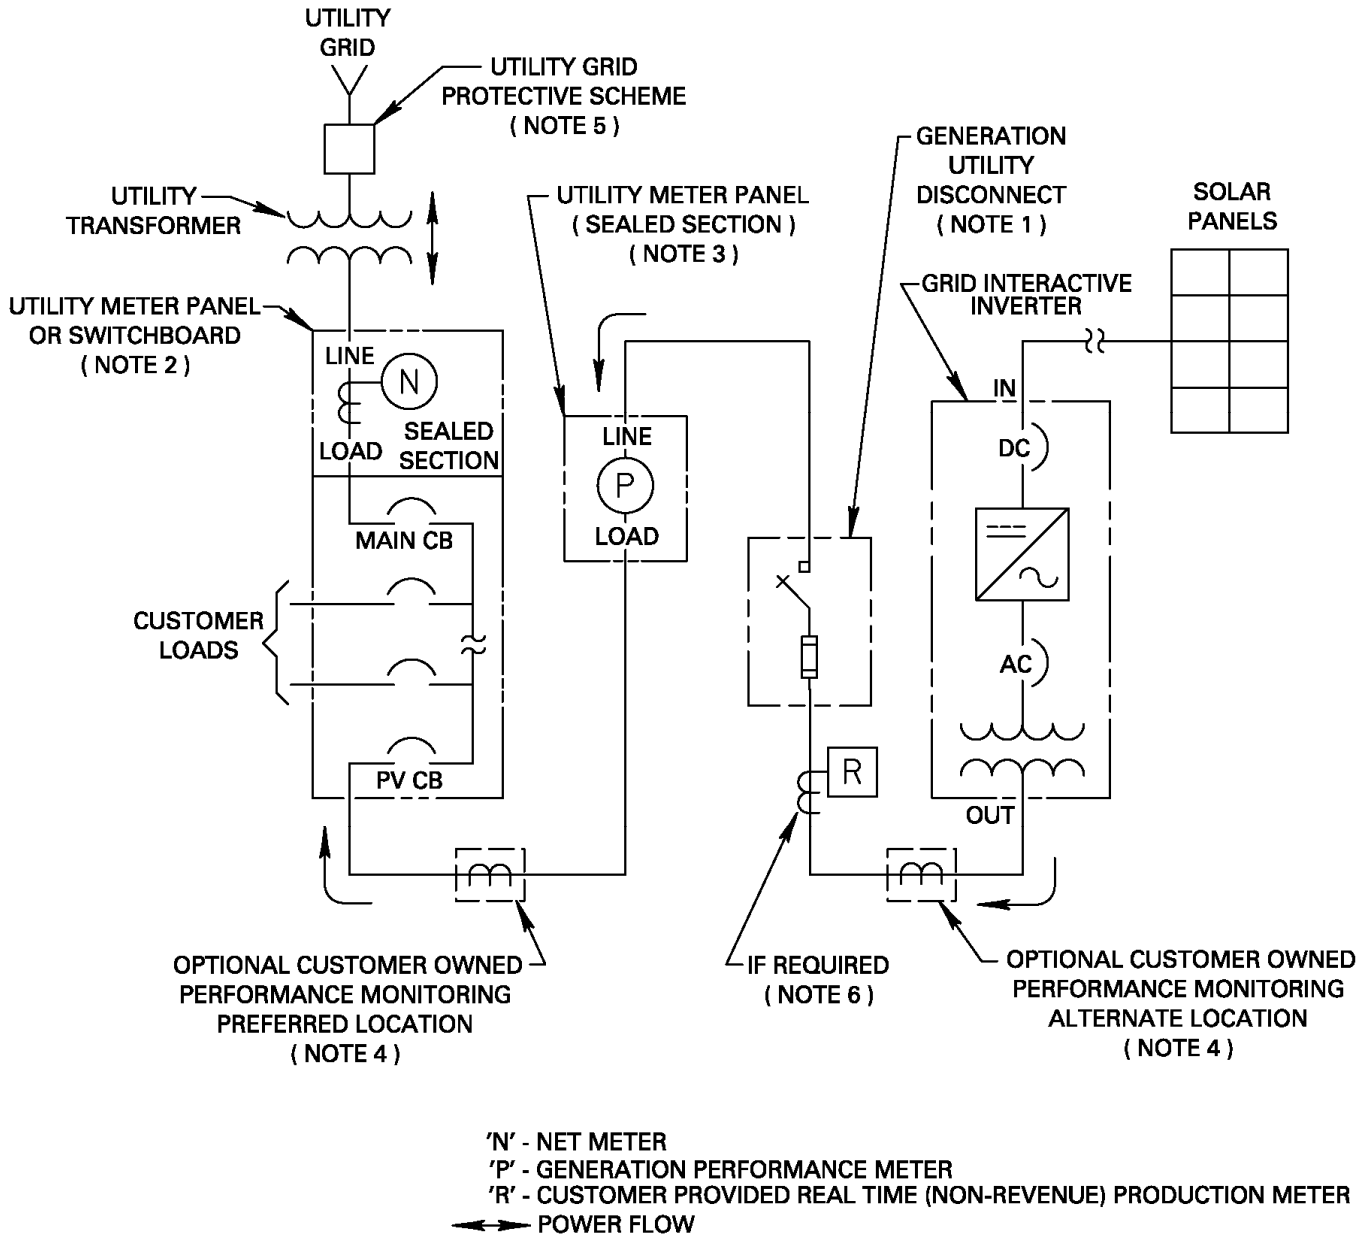 UTILITY
GRID
UTILITY GRID
PROTECTIVE SCHEME
( NOTE 5 )
UTILITY
TRANSFORMER
UTILITY METER PANEL
( SEALED SECTION )
( NOTE 3 )
GENERATION
UTILITY
DISCONNECT
( NOTE 1 )
SOLAR
PANELS
GRID INTERACTIVE
INVERTER
UTILITY METER PANEL
OR SWITCHBOARD
( NOTE 2 )
LINE
N
LOAD
SEALED
SECTION
MAIN CB
CUSTOMER
LOADS
PV CB
LINE
P
LOAD
IN
DC
AC
OUT
R
OPTIONAL CUSTOMER OWNED
PERFORMANCE MONITORING
PREFERRED LOCATION
( NOTE 4 )
IF REQUIRED
( NOTE 6 )
OPTIONAL CUSTOMER OWNED
PERFORMANCE MONITORING
ALTERNATE LOCATION
( NOTE 4 )
'N' - NET METER
'P' - GENERATION PERFORMANCE METER
'R' - CUSTOMER PROVIDED REAL TIME (NON-REVENUE) PRODUCTION METER
POWER FLOW